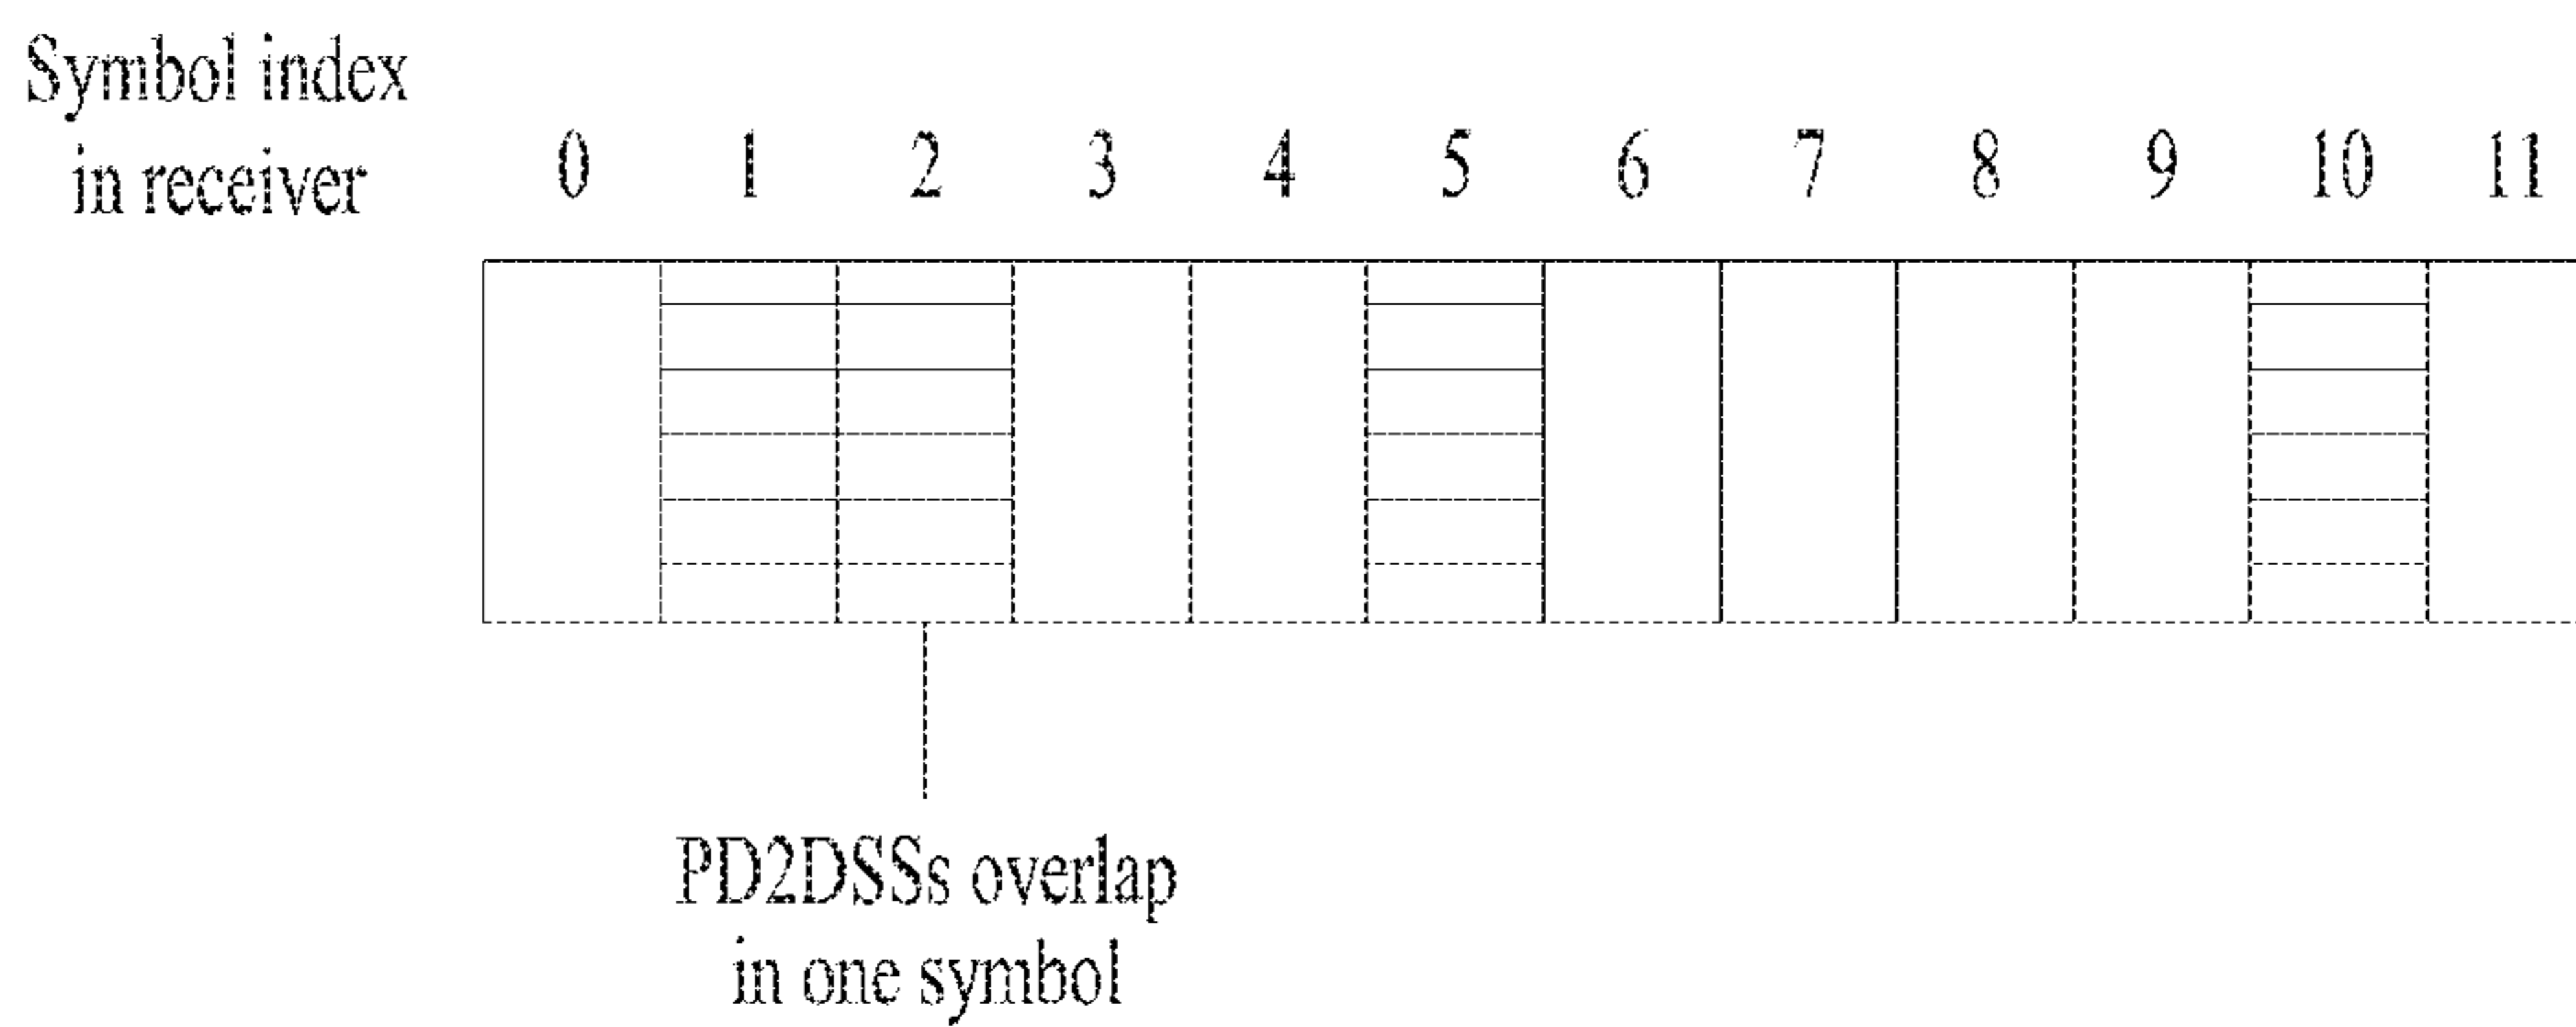 Symbol index
in receiver
0 1 2 3 4 5 6 7 8 9 10 11
PD2DSSs overlap
in one symbol